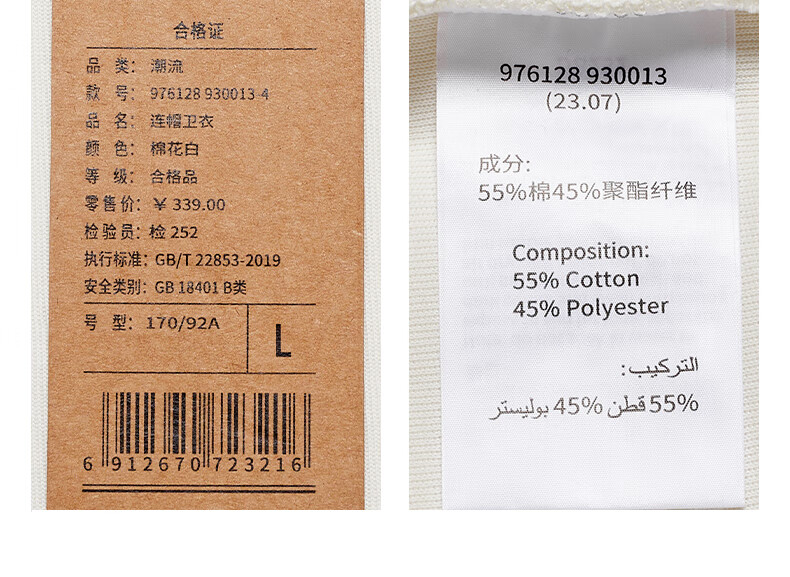 合格证
品 类: 潮流
款 号: 976128 930013-4
品 名: 连帽卫衣
颜 色: 棉花白
等 级: 合格品
零售价: ¥ 339.00
检验员: 检 252
执行标准: GB/T 22853-2019
安全类别: GB 18401 B类
号 型: 170/92A
L
6 912670 723216
976128 930013
(23.07)
成分:
55%棉45%聚酯纤维
Composition:
55% Cotton
45% Polyester
التركيب:
55% قطن 45% بوليستر